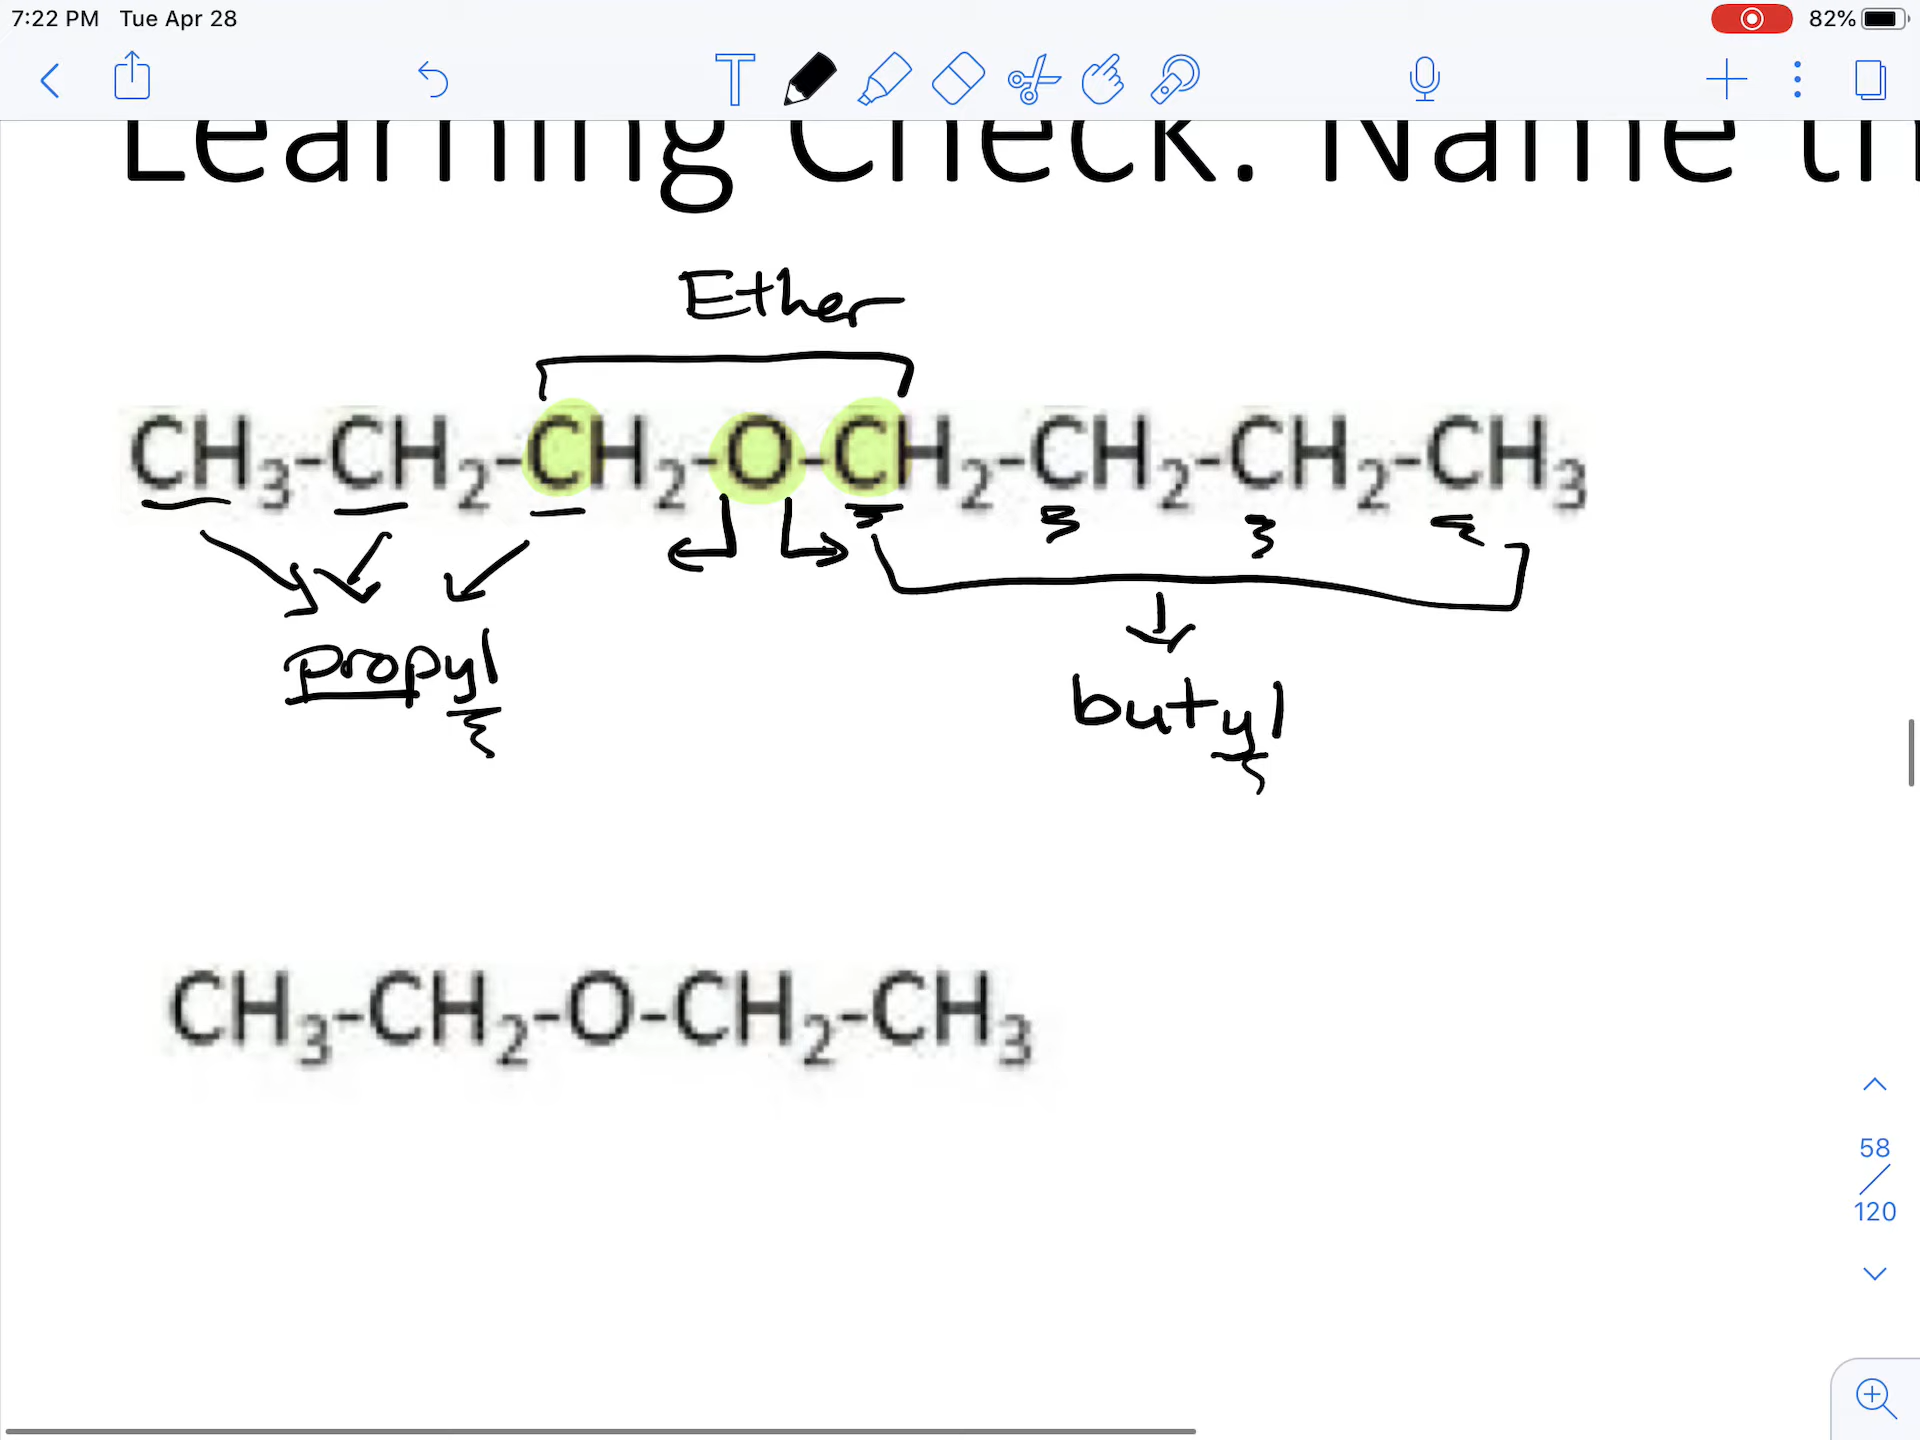 7:22 PM Tue Apr 28
82%
T
Learning Check. Name th
Ether
CH₃-CH₂-CH₂-O-CH₂-CH₂-CH₂-CH₃
propyl
butyl
CH₃-CH₂-O-CH₂-CH₃
58
120